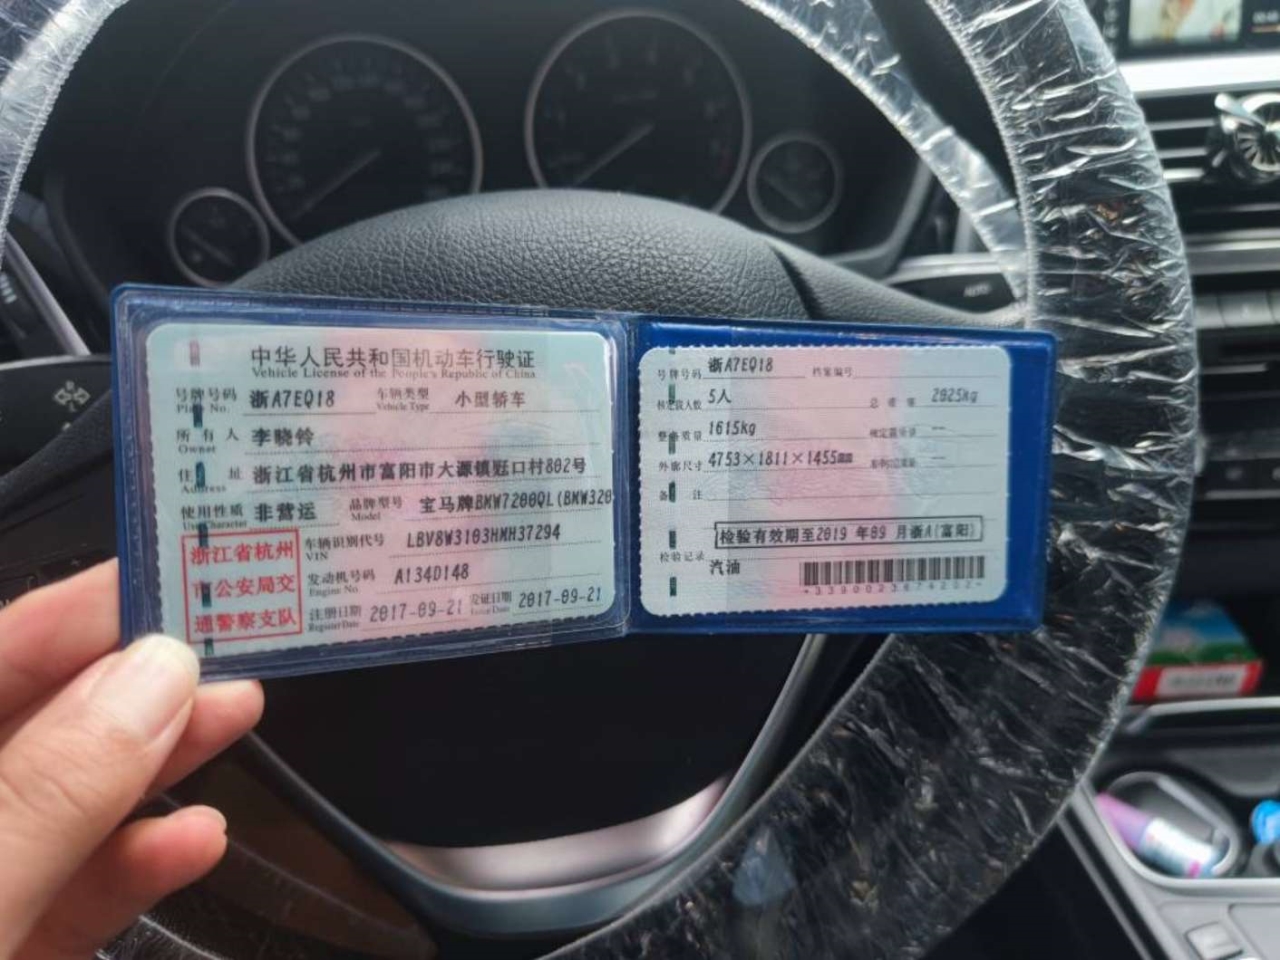 中华人民共和国机动车行驶证
Vehicle License of the People's Republic of China
号牌号码 浙A7EQ18 车辆类型 小型轿车
Plate No. Vehicle Type
所有人 李晓铃
Owner
住址 浙江省杭州市富阳市大源镇 口村802号
Address
使用性质 非营运 品牌型号 宝马牌BMW7200QL(BMW320
Use Character Model
浙江省杭州
市公安局交
通警察支队
车辆识别代号 LBV8W3103HMH37294
VIN
发动机号码 A134D148
Engine No.
注册日期 2017-09-21 发证日期 2017-09-21
Register Date Issue Date
号牌号码 浙A7EQ18 档案编号
核定载人数 5人 总质量 2025kg
整备质量 1615kg 核定载质量 --
外廓尺寸 4753×1811×1455mm --
备注
检验有效期至2019年09月浙A(富阳)
检验记录
汽油